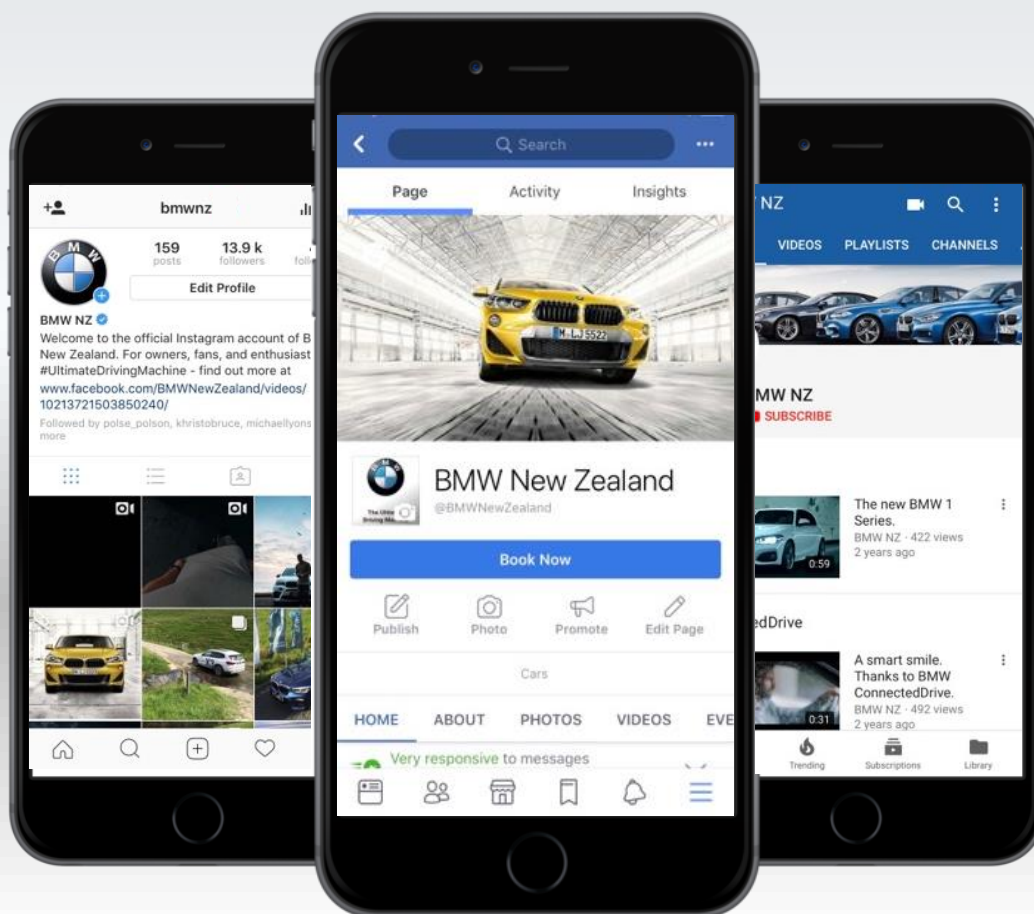 bmwnz
159
13.9 k
posts
followers
Edit Profile
BMW
BMW NZ
Welcome to the official Instagram account of B
New Zealand. For owners, fans, and enthusiast
#UltimateDrivingMachine - find out more at
www.facebook.com/BMWNewZealand/videos/
10213721503850240/
Followed by polse_polson, khristobruce, michaellyons
more
Search
Page
Activity
Insights
M·LJ 5522
BMW New Zealand
@BMWNewZealand
Book Now
Publish
Photo
Promote
Edit Page
Cars
HOME
ABOUT
PHOTOS
VIDEOS
EVE
Very responsive to messages
NZ
VIDEOS
PLAYLISTS
CHANNELS
MW NZ
SUBSCRIBE
The new BMW 1
Series.
BMW NZ · 422 views
2 years ago
0:59
edDrive
A smart smile.
Thanks to BMW
ConnectedDrive.
BMW NZ · 492 views
2 years ago
0:31
Trending
Subscriptions
Library